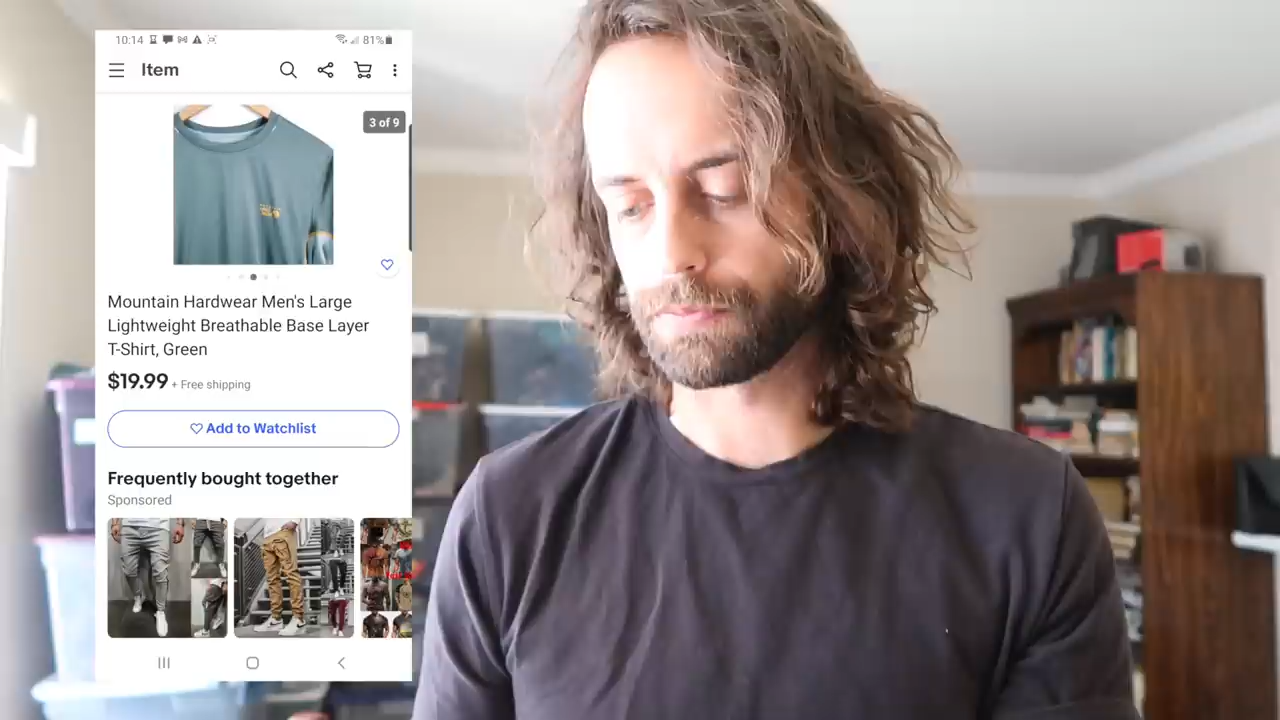 10:14
81%
Item
3 of 9
Mountain Hardwear Men's Large
Lightweight Breathable Base Layer
T-Shirt, Green
$19.99 + Free shipping
Add to Watchlist
Frequently bought together
Sponsored